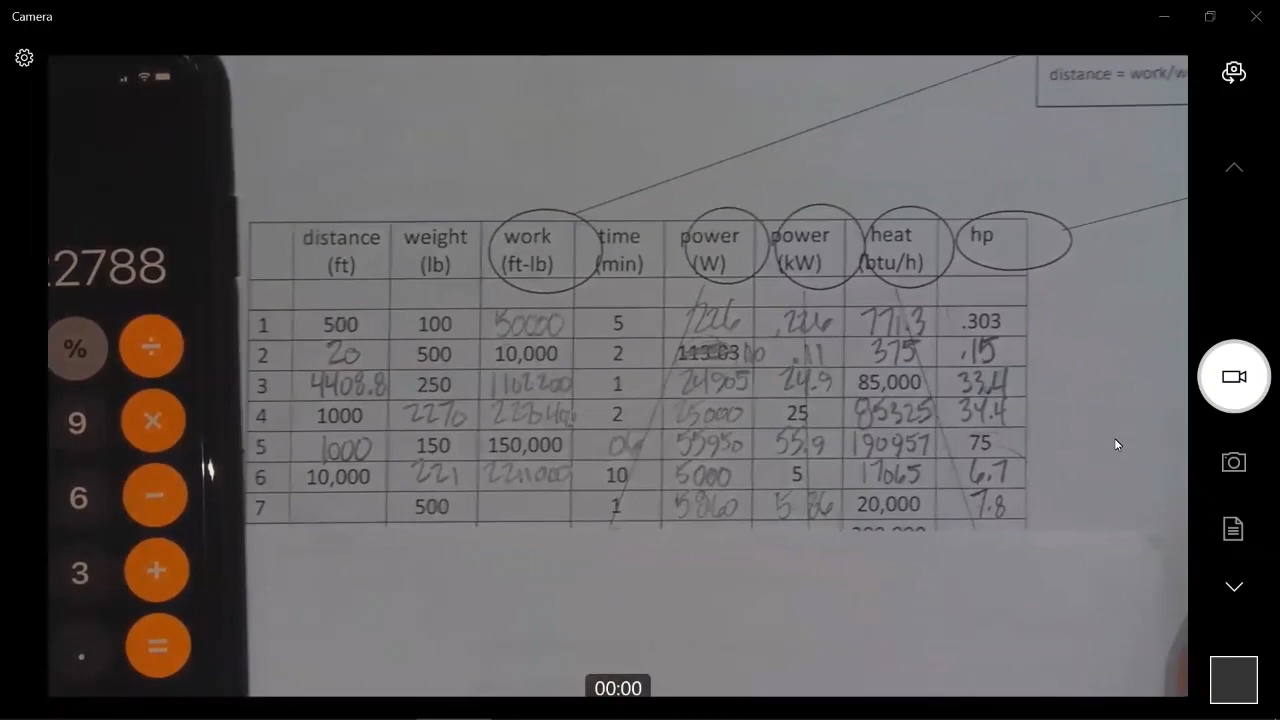 Camera
distance = work/w
2788
distance (ft) weight (lb) work (ft-lb) time (min) power (W) power (kW) heat (btu/h) hp
1 500 100 50000 5 226 .226 771.3 .303
2 20 500 10,000 2 110 .11 375 .15
3 4408.8 250 1102200 1 24905 24.9 85,000 33.4
4 1000 2270 2 25000 25 85325 34.4
5 1000 150 150,000 55950 55.9 190957 75
6 10,000 221 2211000 10 5000 5 17065 6.7
7 500 1 5860 5.86 20,000 7.8
%
÷
9
×
6
−
3
+
.
=
00:00